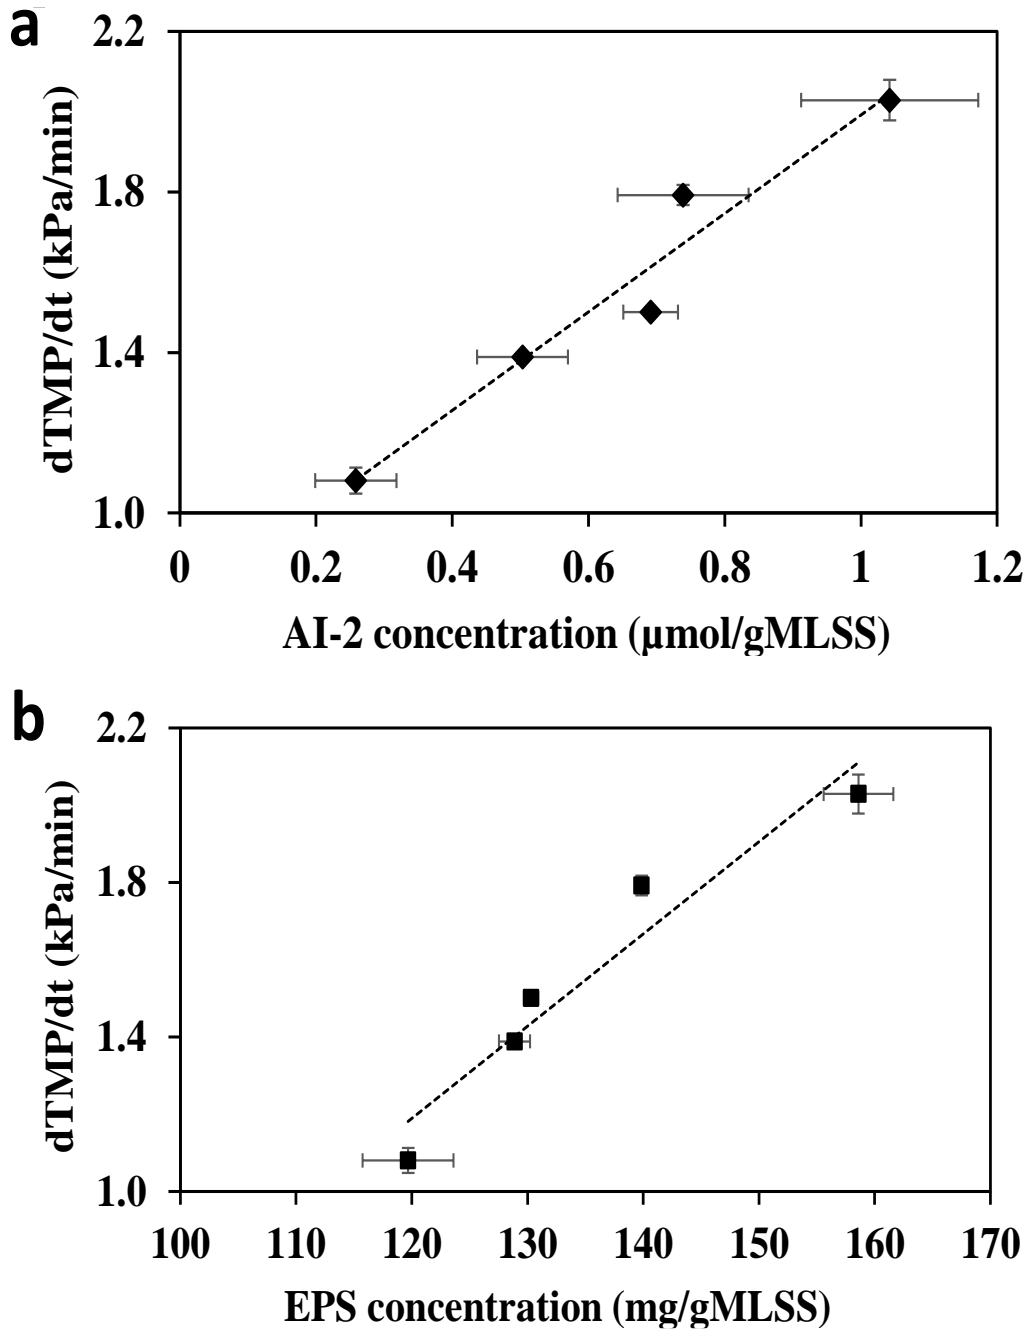 a
2.2
1.8
1.4
1.0
dTMP/dt (kPa/min)
0 0.2 0.4 0.6 0.8 1 1.2
AI-2 concentration (µmol/gMLSS)
b
2.2
1.8
1.4
1.0
dTMP/dt (kPa/min)
100 110 120 130 140 150 160 170
EPS concentration (mg/gMLSS)